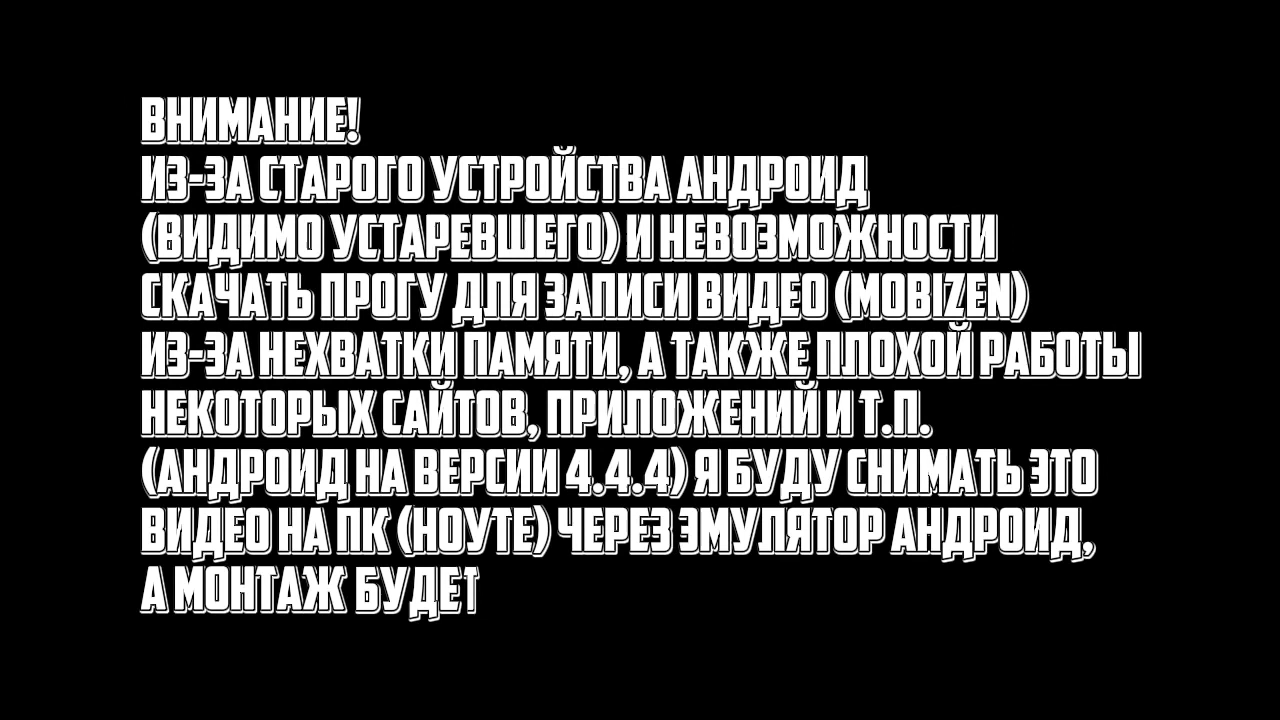 ВНИМАНИЕ!
ИЗ-ЗА СТАРОГО УСТРОЙСТВА АНДРОИД
(ВИДИМО УСТАРЕВШЕГО) И НЕВОЗМОЖНОСТИ
СКАЧАТЬ ПРОГУ ДЛЯ ЗАПИСИ ВИДЕО (MOBIZEN)
ИЗ-ЗА НЕХВАТКИ ПАМЯТИ, А ТАКЖЕ ПЛОХОЙ РАБОТЫ
НЕКОТОРЫХ САЙТОВ, ПРИЛОЖЕНИЙ И Т.П.
(АНДРОИД НА ВЕРСИИ 4.4.4) Я БУДУ СНИМАТЬ ЭТО
ВИДЕО НА ПК (НОУТЕ) ЧЕРЕЗ ЭМУЛЯТОР АНДРОИД,
А МОНТАЖ БУДЕТ